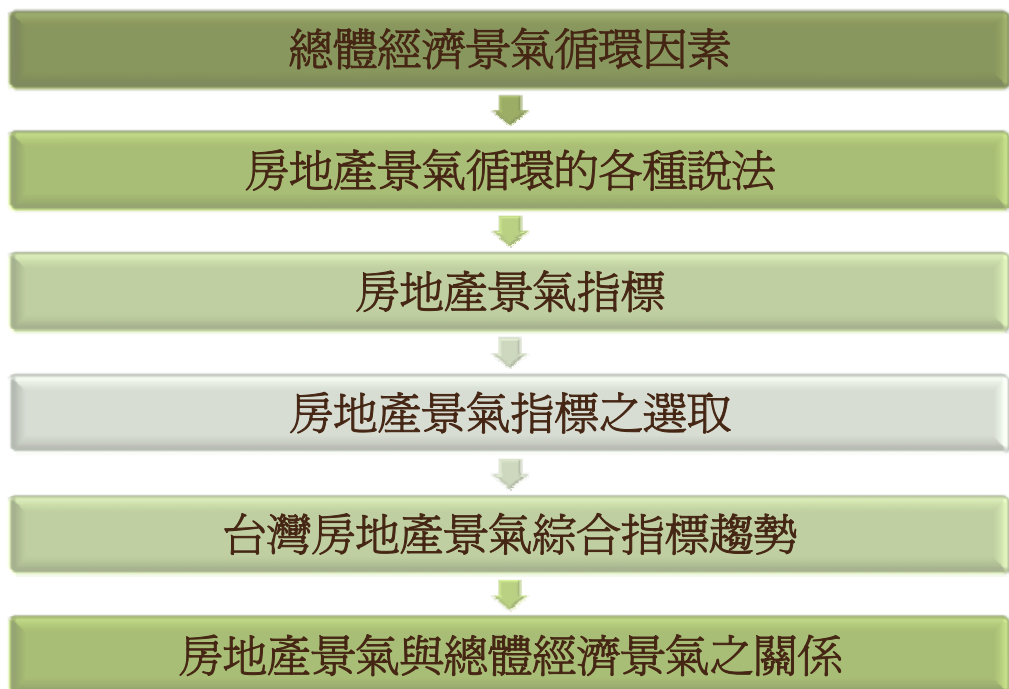 總體經濟景氣循環因素
房地產景氣循環的各種說法
房地產景氣指標
房地產景氣指標之選取
台灣房地產景氣綜合指標趨勢
房地產景氣與總體經濟景氣之關係